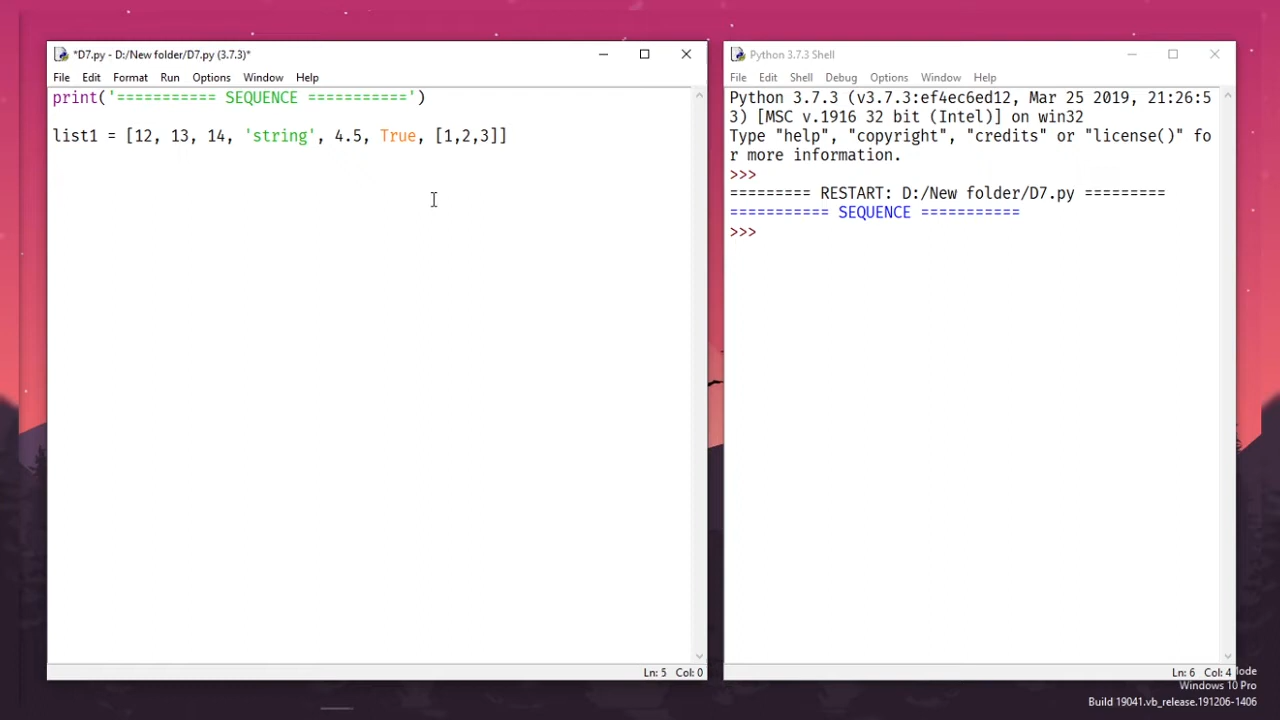 *D7.py - D:/New folder/D7.py (3.7.3)*
File Edit Format Run Options Window Help
print('=========== SEQUENCE ===========')
list1 = [12, 13, 14, 'string', 4.5, True, [1,2,3]]
Ln: 5 Col: 0
Python 3.7.3 Shell
File Edit Shell Debug Options Window Help
Python 3.7.3 (v3.7.3:ef4ec6ed12, Mar 25 2019, 21:26:5
3) [MSC v.1916 32 bit (Intel)] on win32
Type "help", "copyright", "credits" or "license()" fo
r more information.
>>>
========= RESTART: D:/New folder/D7.py =========
=========== SEQUENCE ===========
>>>
Ln: 6 Col: 4
Windows 10 Pro
Build 19041.vb_release.191206-1406